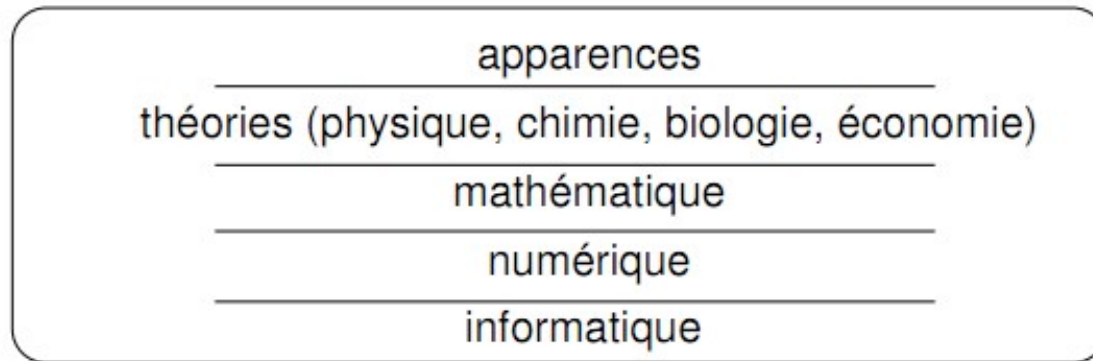 apparences
théories (physique, chimie, biologie, économie)
mathématique
numérique
informatique